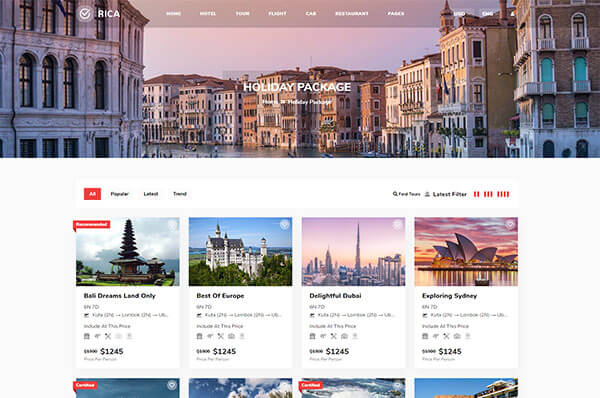 RICA
HOME HOTEL TOUR FLIGHT CAB RESTAURANT PAGES USD ENG
HOLIDAY PACKAGE
Holiday Package
All Popular Latest Trend Find Tours Latest Filter
Recommended
Bali Dreams Land Only
6N 7D
Kuta (2N) → Lombok (2N) → Ub...
Include At This Price
$1300 $1245
Price Per Person
Best Of Europe
6N 7D
Kuta (2N) → Lombok (2N) → Ub...
Include At This Price
$1300 $1245
Price Per Person
Delightful Dubai
6N 7D
Kuta (2N) → Lombok (2N) → Ub...
Include At This Price
$1300 $1245
Price Per Person
Exploring Sydney
6N 7D
Kuta (2N) → Lombok (2N) → Ub...
Include At This Price
$1300 $1245
Price Per Person
Certified
Certified